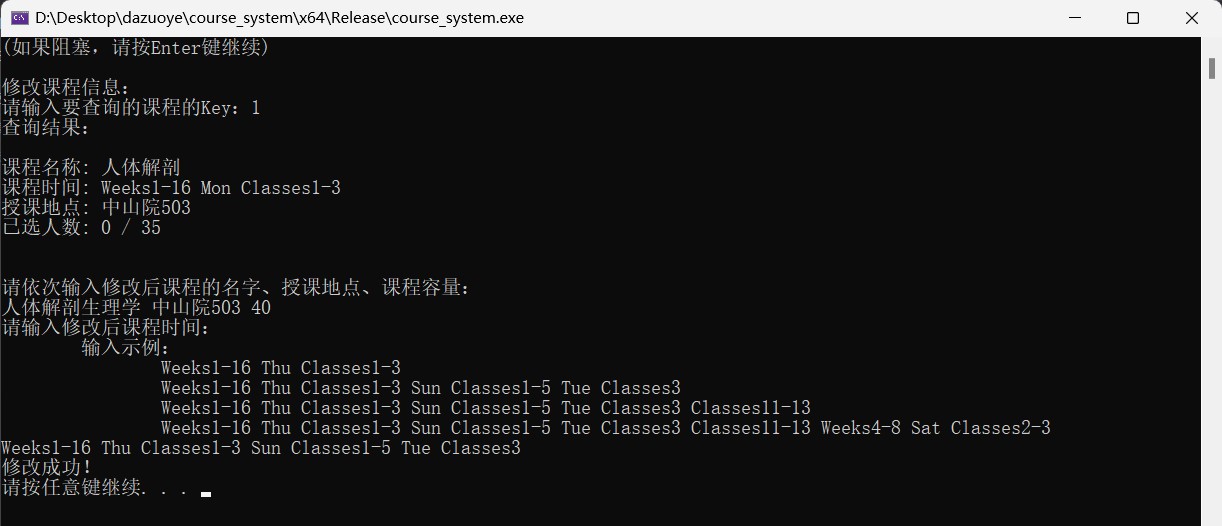 D:\Desktop\dazuoye\course_system\x64\Release\course_system.exe
(如果阻塞，请按Enter键继续)
修改课程信息：
请输入要查询的课程的Key：1
查询结果：
课程名称: 人体解剖
课程时间: Weeks1-16 Mon Classes1-3
授课地点: 中山院503
已选人数: 0 / 35
请依次输入修改后课程的名字、授课地点、课程容量：
人体解剖生理学 中山院503 40
请输入修改后课程时间：
输入示例：
Weeks1-16 Thu Classes1-3
Weeks1-16 Thu Classes1-3 Sun Classes1-5 Tue Classes3
Weeks1-16 Thu Classes1-3 Sun Classes1-5 Tue Classes3 Classes11-13
Weeks1-16 Thu Classes1-3 Sun Classes1-5 Tue Classes3 Classes11-13 Weeks4-8 Sat Classes2-3
Weeks1-16 Thu Classes1-3 Sun Classes1-5 Tue Classes3
修改成功！
请按任意键继续. . .